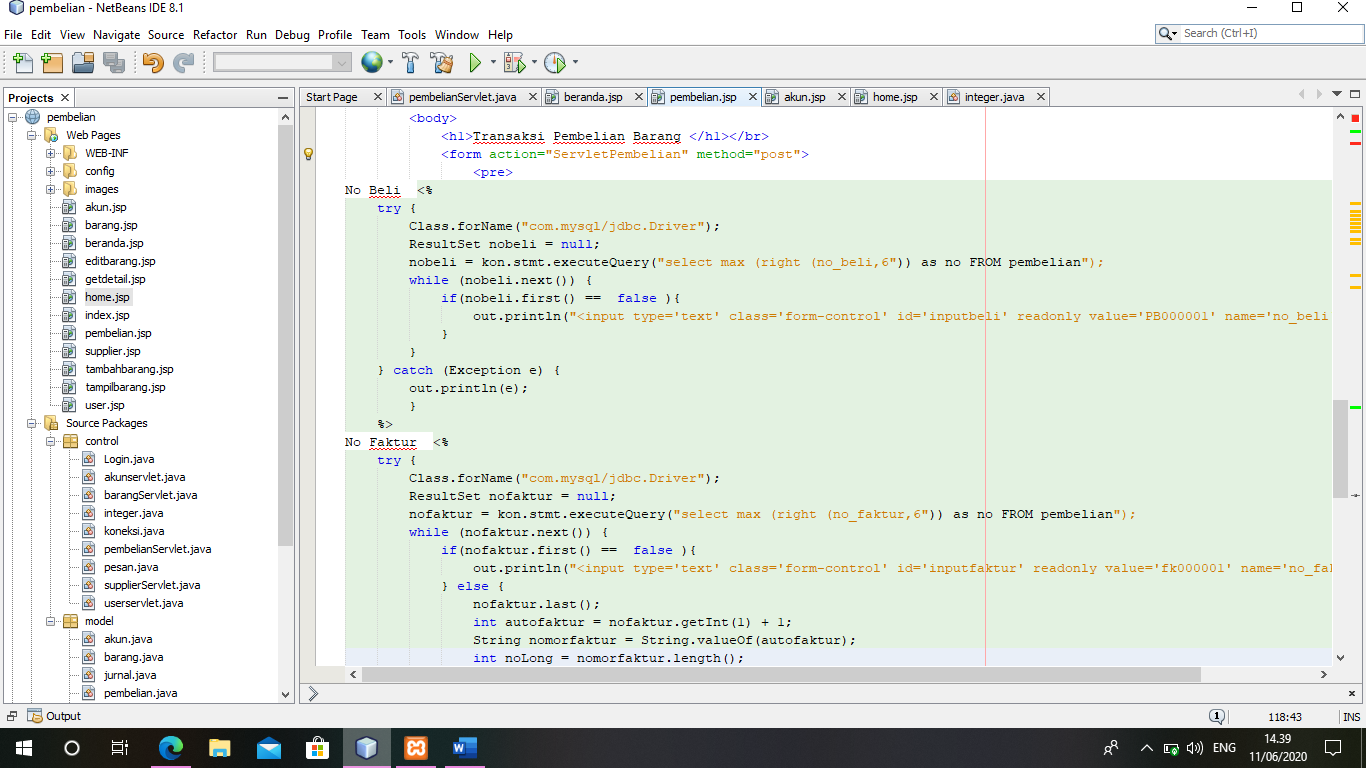 pembelian - NetBeans IDE 8.1
File Edit View Navigate Source Refactor Run Debug Profile Team Tools Window Help
Search (Ctrl+I)
Projects
pembelian
Web Pages
WEB-INF
config
images
akun.jsp
barang.jsp
beranda.jsp
editbarang.jsp
getdetail.jsp
home.jsp
index.jsp
pembelian.jsp
supplier.jsp
tambahbarang.jsp
tampilbarang.jsp
user.jsp
Source Packages
control
Login.java
akunservlet.java
barangServlet.java
integer.java
koneksi.java
pembelianServlet.java
pesan.java
supplierServlet.java
userservlet.java
model
akun.java
barang.java
jurnal.java
pembelian.java
Start Page pembelianServlet.java beranda.jsp pembelian.jsp akun.jsp home.jsp integer.java
<body>
<h1>Transaksi Pembelian Barang </h1></br>
<form action="ServletPembelian" method="post">
<pre>
No Beli <%
try {
Class.forName("com.mysql/jdbc.Driver");
ResultSet nobeli = null;
nobeli = kon.stmt.executeQuery("select max (right (no_beli,6")) as no FROM pembelian");
while (nobeli.next()) {
if(nobeli.first() == false ){
out.println("<input type='text' class='form-control' id='inputbeli' readonly value='PB000001' name='no_beli
}
}
} catch (Exception e) {
out.println(e);
}
%>
No Faktur <%
try {
Class.forName("com.mysql/jdbc.Driver");
ResultSet nofaktur = null;
nofaktur = kon.stmt.executeQuery("select max (right (no_faktur,6")) as no FROM pembelian");
while (nofaktur.next()) {
if(nofaktur.first() == false ){
out.println("<input type='text' class='form-control' id='inputfaktur' readonly value='fk000001' name='no_fak
} else {
nofaktur.last();
int autofaktur = nofaktur.getInt(1) + 1;
String nomorfaktur = String.valueOf(autofaktur);
int noLong = nomorfaktur.length();
Output
1
118:43
INS
ENG
14.39
11/06/2020